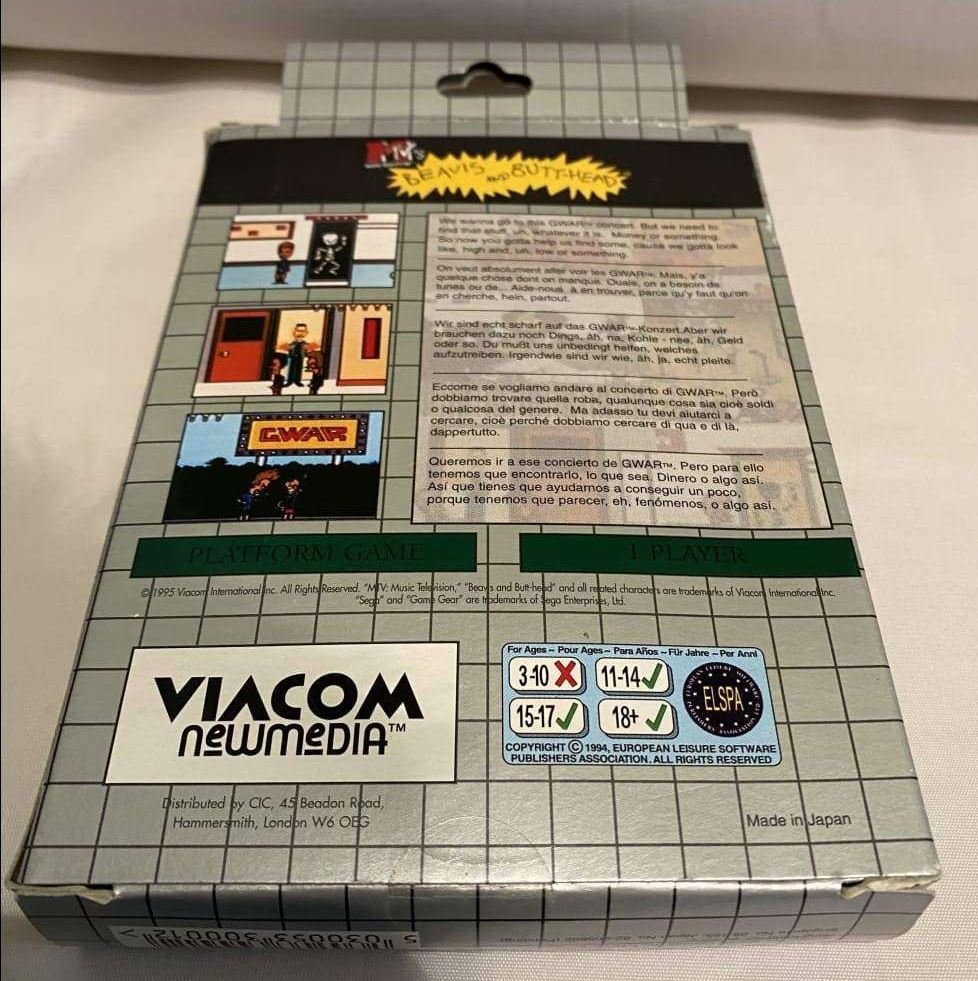 MTV's
BEAVIS AND BUTT-HEAD
We wanna go to this GWAR™ concert. But we need to
find that stuff, uh, whatever it is. Money or something.
So now you gotta help us find some, cause we gotta look
like, high and, uh, low or something.
On veut absolument aller voir les GWAR™. Mais, y'a
quelque chose dont on manque. Ouais, on a besoin de
tunes ou de... Aide-nous à en trouver, parce qu'y faut qu'on
en cherche, hein, partout.
Wir sind echt scharf auf das GWAR™-Konzert.Aber wir
brauchen dazu noch Dings, äh, na, Kohle - nee, äh, Geld
oder so. Du mußt uns unbedingt helfen, welches
aufzutreiben. Irgendwie sind wir wie, äh, ja, echt pleite.
Eccome se vogliamo andare al concerto di GWAR™. Però
dobbiamo trovare quella roba, qualunque cosa sia cioè soldi
o qualcosa del genere. Ma adasso tu devi aiutarci a
cercare, cioè perché dobbiamo cercare di qua e di là,
dappertutto.
Queremos ir a ese concierto de GWAR™. Pero para ello
tenemos que encontrarlo, lo que sea. Dinero o algo así.
Así que tienes que ayudarnos a conseguir un poco,
porque tenemos que parecer, eh, fenómenos, o algo así.
GWAR
PLATFORM GAME
1 PLAYER
© 1995 Viacom International Inc. All Rights Reserved. "MTV: Music Television," "Beavis and Butt-head" and all related characters are trademarks of Viacom International Inc.
"Sega" and "Game Gear" are trademarks of Sega Enterprises, Ltd.
VIACOM
newmedia™
For Ages – Pour Ages – Para Años – Für Jahre – Per Anni
3-10 11-14
15-17 18+
ELSPA
COPYRIGHT © 1994, EUROPEAN LEISURE SOFTWARE
PUBLISHERS ASSOCIATION. ALL RIGHTS RESERVED
Distributed by CIC, 45 Beadon Road,
Hammersmith, London W6 OEG
Made in Japan
5 030035 300012 >